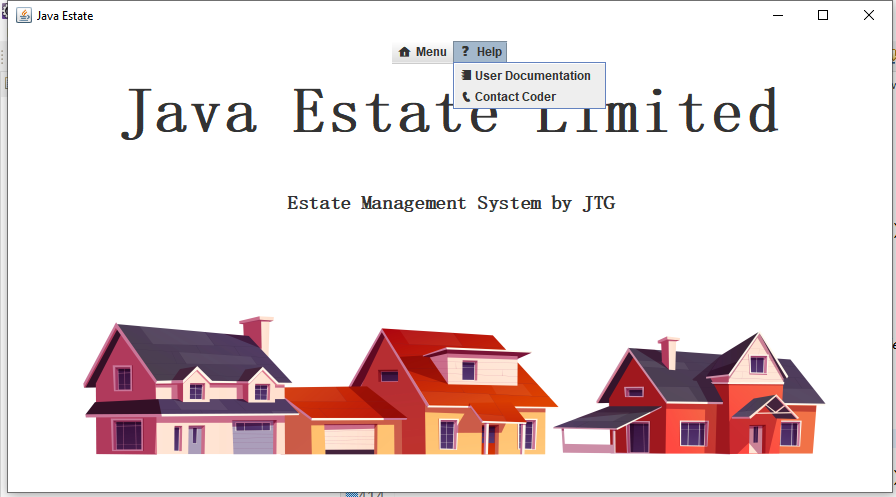 Java Estate
Menu
? Help
User Documentation
Contact Coder
Java Estate Limited
Estate Management System by JTG